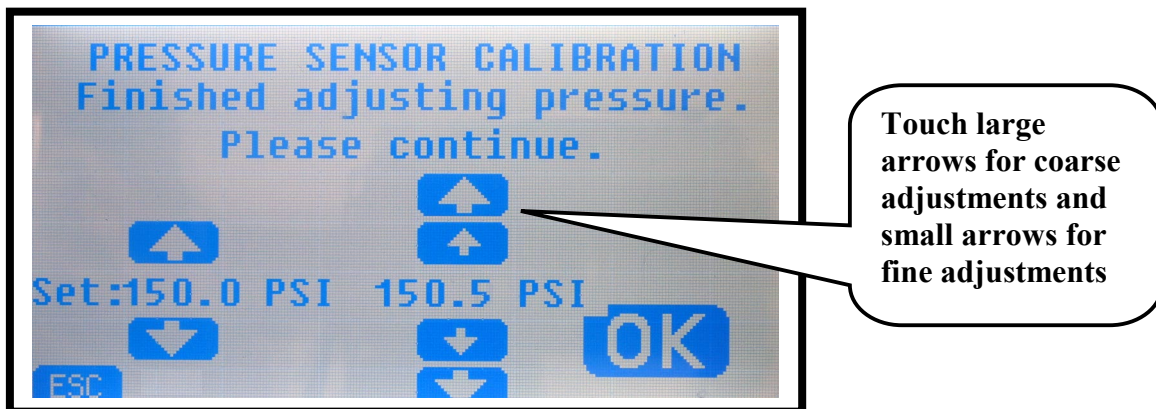 PRESSURE SENSOR CALIBRATION
Finished adjusting pressure.
Please continue.
Set:150.0 PSI 150.5 PSI
OK
ESC
Touch large
arrows for coarse
adjustments and
small arrows for
fine adjustments